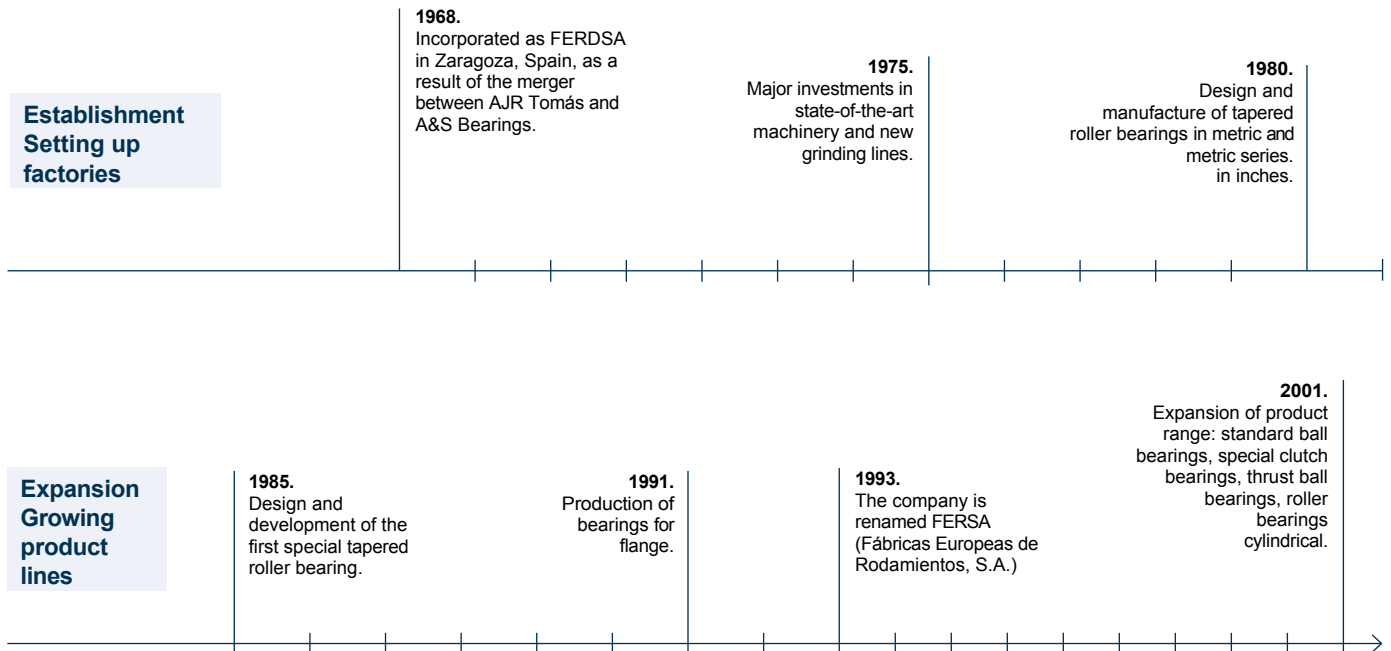 Establishment
Setting up
factories
1968.
Incorporated as FERDSA
in Zaragoza, Spain, as a
result of the merger
between AJR Tomás and
A&S Bearings.
1975.
Major investments in
state-of-the-art
machinery and new
grinding lines.
1980.
Design and
manufacture of tapered
roller bearings in metric and
metric series.
in inches.
Expansion
Growing
product
lines
1985.
Design and
development of the
first special tapered
roller bearing.
1991.
Production of
bearings for
flange.
1993.
The company is
renamed FERSA
(Fábricas Europeas de
Rodamientos, S.A.)
2001.
Expansion of product
range: standard ball
bearings, special clutch
bearings, thrust ball
bearings, roller
bearings
cylindrical.